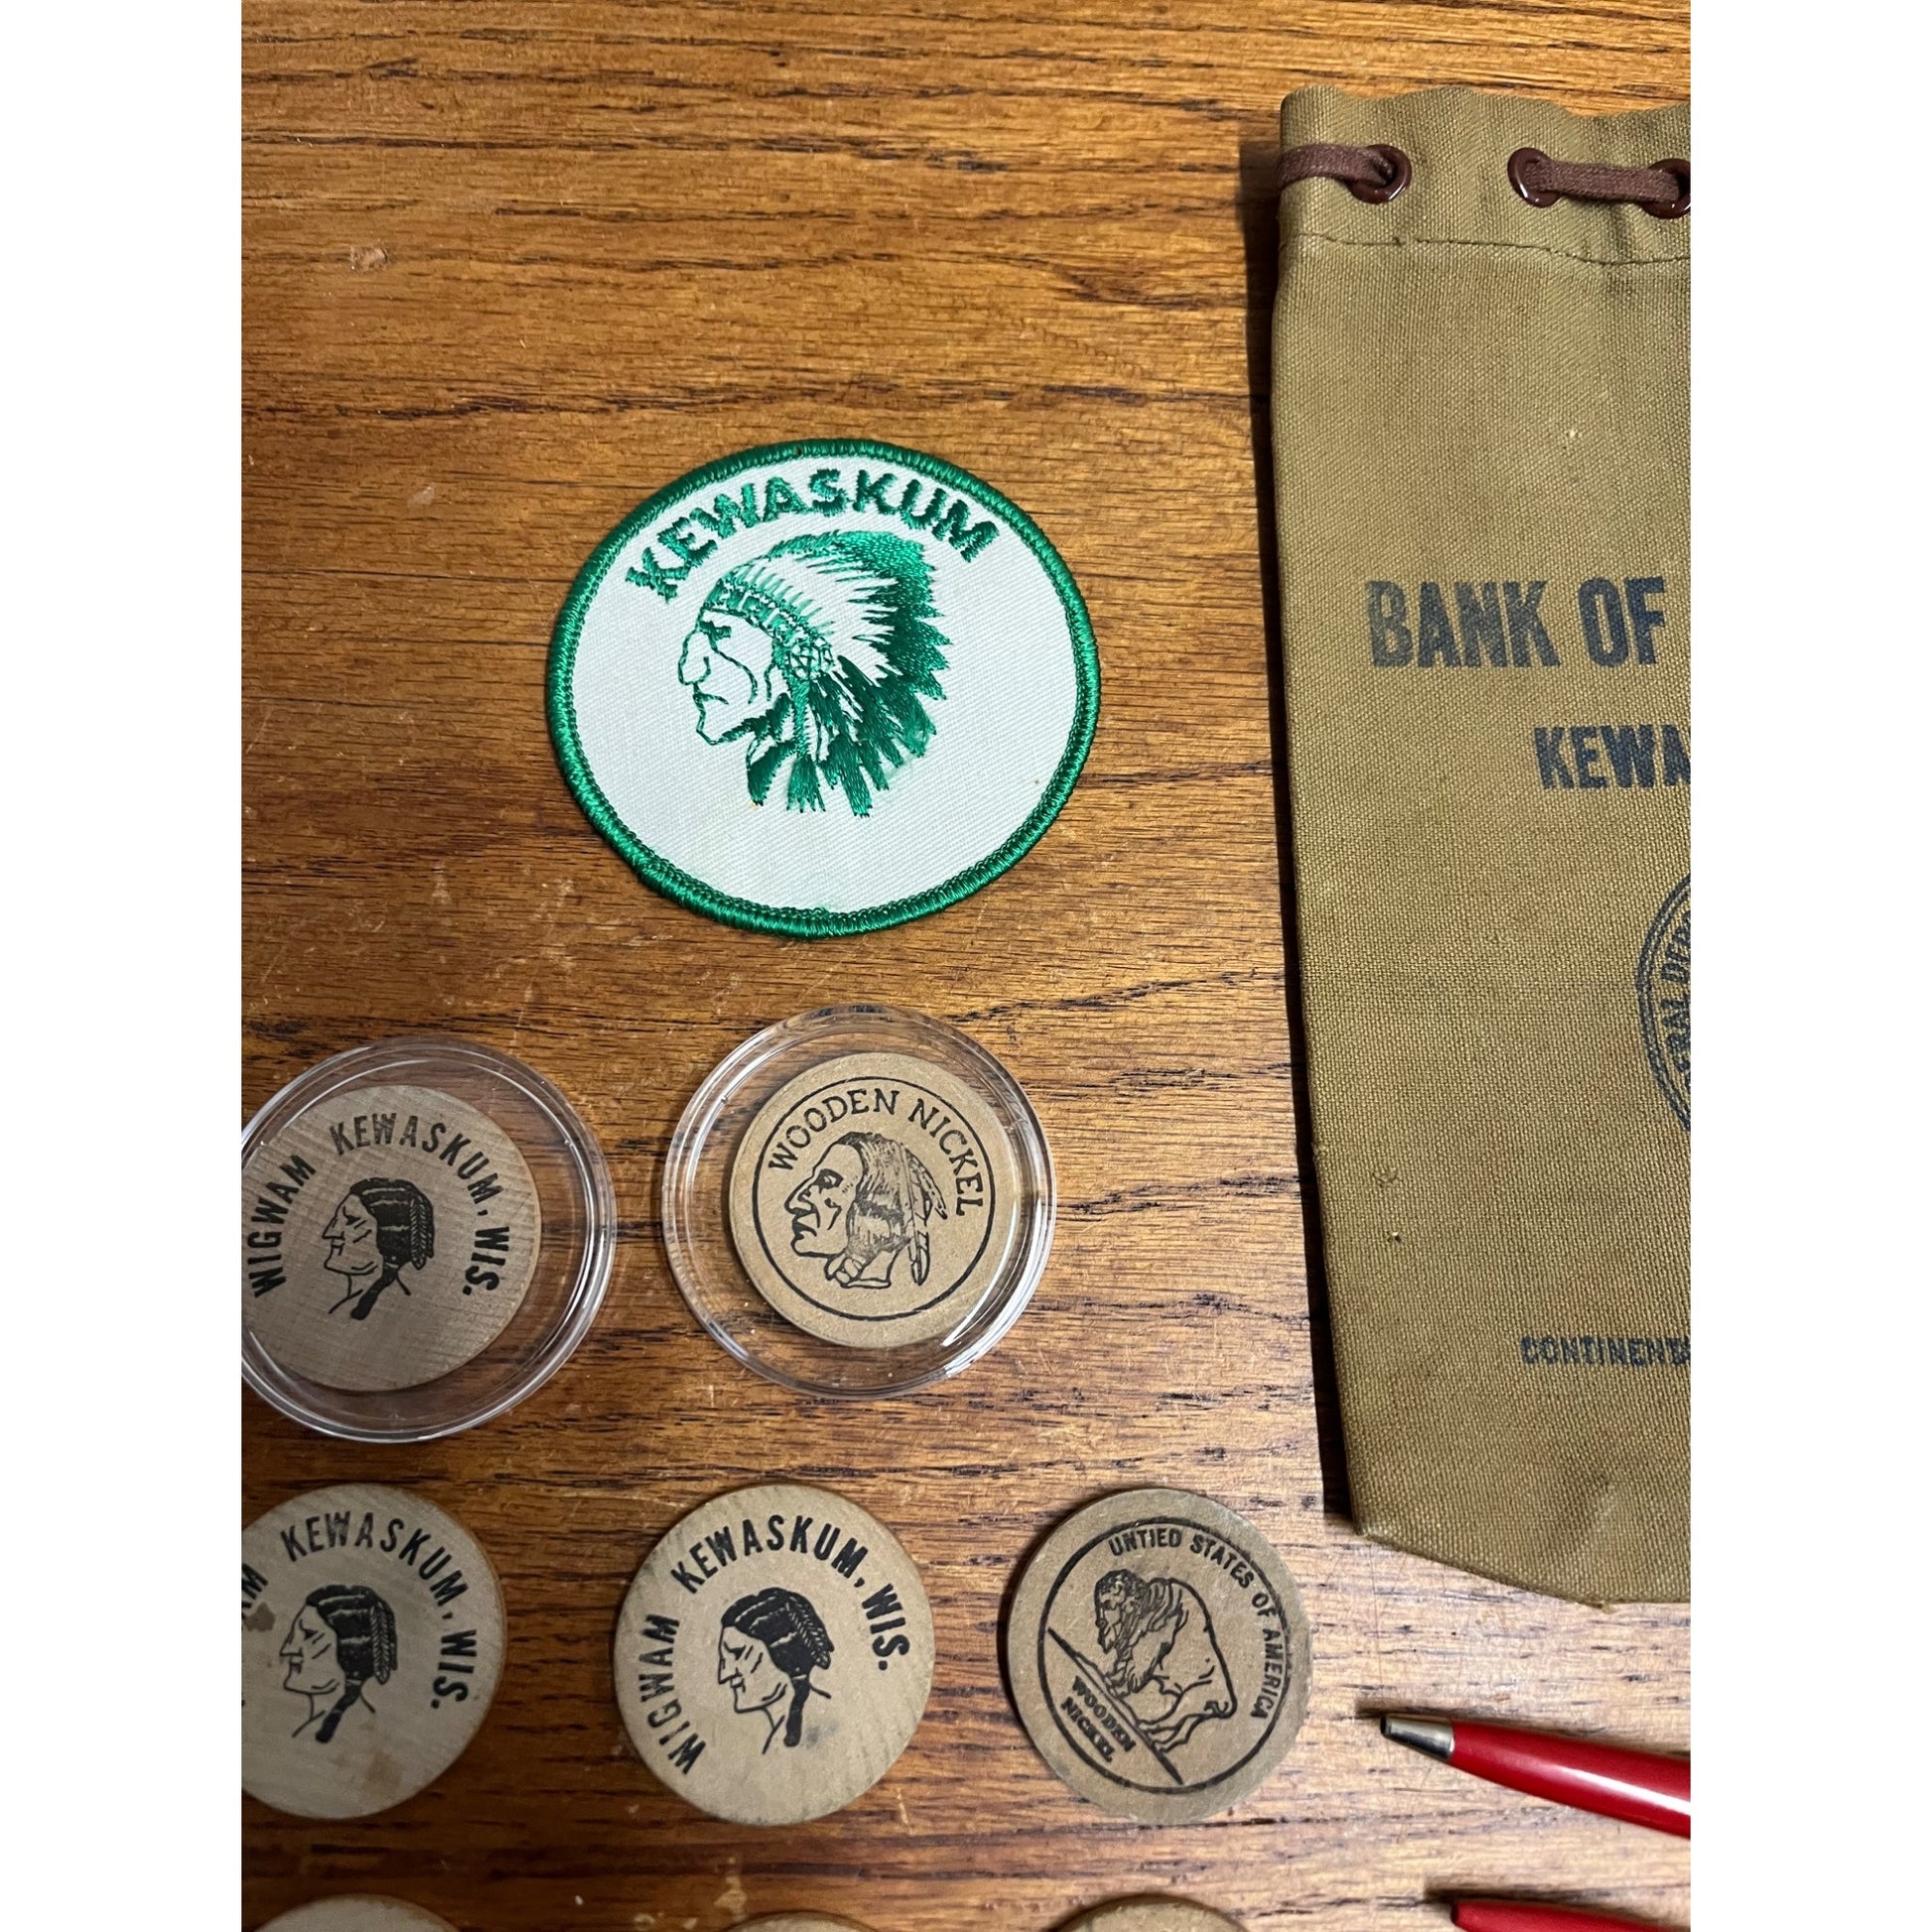 KEWASKUM
BANK OF
KEWA
CONTINENT
WIGWAM KEWASKUM, WIS.
WOODEN NICKEL
KEWASKUM, WIS.
WIGWAM KEWASKUM, WIS.
UNTIED STATES OF AMERICA
WOODEN
NICKEL